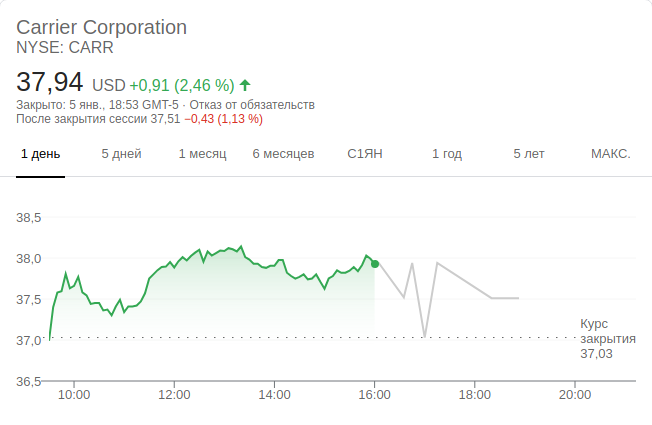 Carrier Corporation
NYSE: CARR
37,94 USD +0,91 (2,46 %)
Закрыто: 5 янв., 18:53 GMT-5 · Отказ от обязательств
После закрытия сессии 37,51 −0,43 (1,13 %)
1 день 5 дней 1 месяц 6 месяцев С1ЯН 1 год 5 лет МАКС.
38,5
38,0
37,5
37,0
36,5
Курс
закрытия
37,03
10:00 12:00 14:00 16:00 18:00 20:00